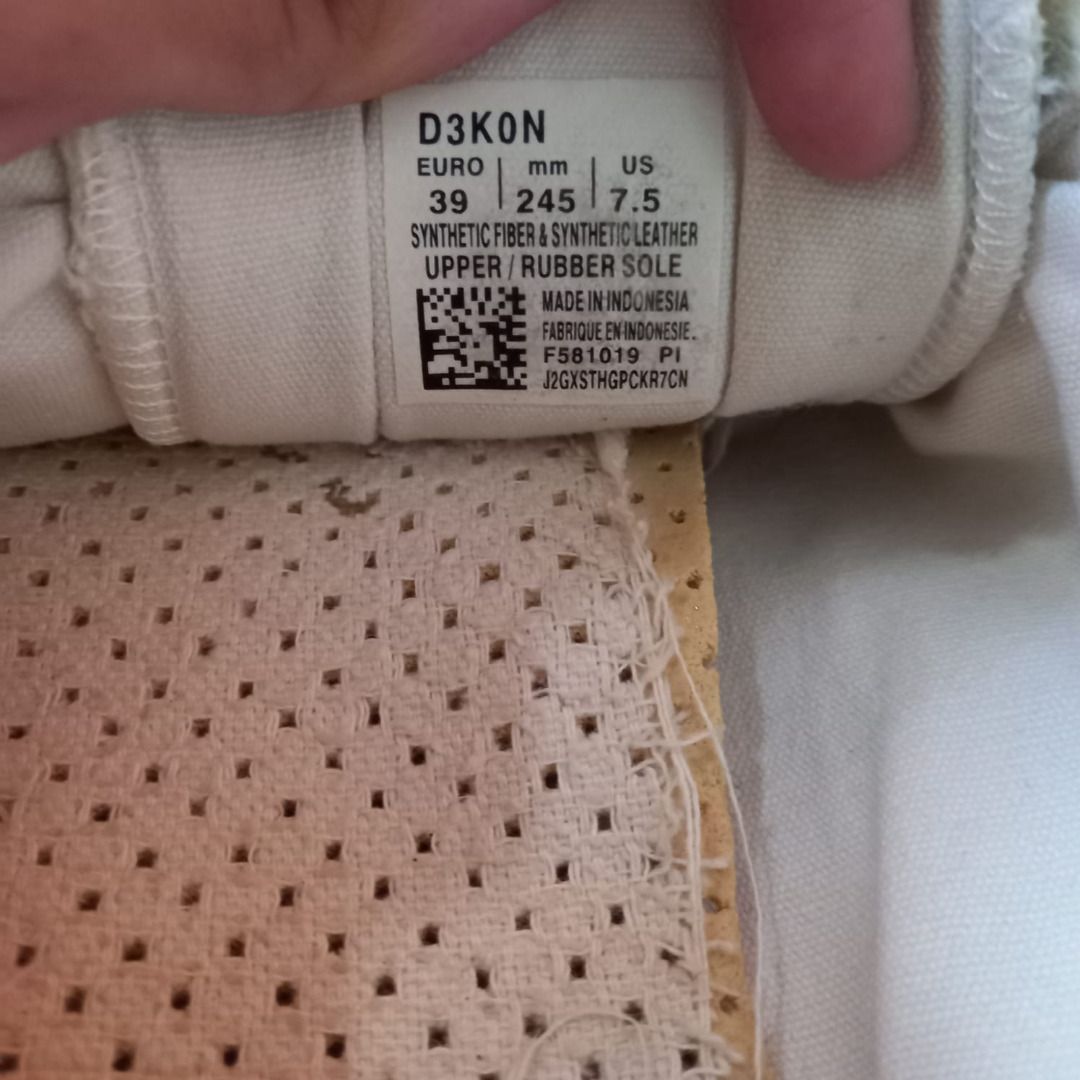 D3K0N
EURO | mm | US
39 | 245 | 7.5
SYNTHETIC FIBER & SYNTHETIC LEATHER
UPPER / RUBBER SOLE
MADE IN INDONESIA
FABRIQUE EN INDONESIE.
F581019 PI
J2GXSTHGPCKR7CN